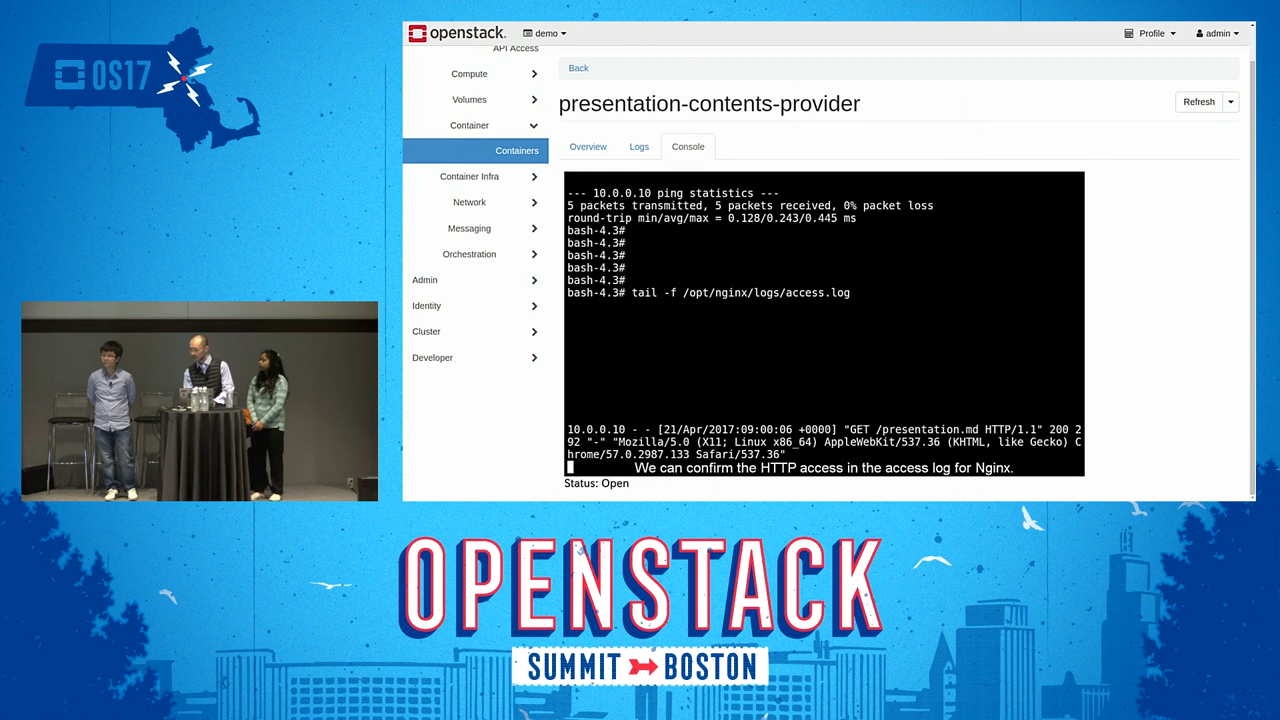 OS17
openstack.
demo
Profile
admin
API Access
Compute
Volumes
Container
Containers
Container Infra
Network
Messaging
Orchestration
Admin
Identity
Cluster
Developer
Back
presentation-contents-provider
Refresh
Overview
Logs
Console
--- 10.0.0.10 ping statistics ---
5 packets transmitted, 5 packets received, 0% packet loss
round-trip min/avg/max = 0.128/0.243/0.445 ms
bash-4.3#
bash-4.3#
bash-4.3#
bash-4.3#
bash-4.3#
bash-4.3# tail -f /opt/nginx/logs/access.log
10.0.0.10 - - [21/Apr/2017:09:00:06 +0000] "GET /presentation.md HTTP/1.1" 200 2
92 "-" "Mozilla/5.0 (X11; Linux x86_64) AppleWebKit/537.36 (KHTML, like Gecko) C
hrome/57.0.2987.133 Safari/537.36"
We can confirm the HTTP access in the access log for Nginx.
Status: Open
OPENSTACK
SUMMIT BOSTON